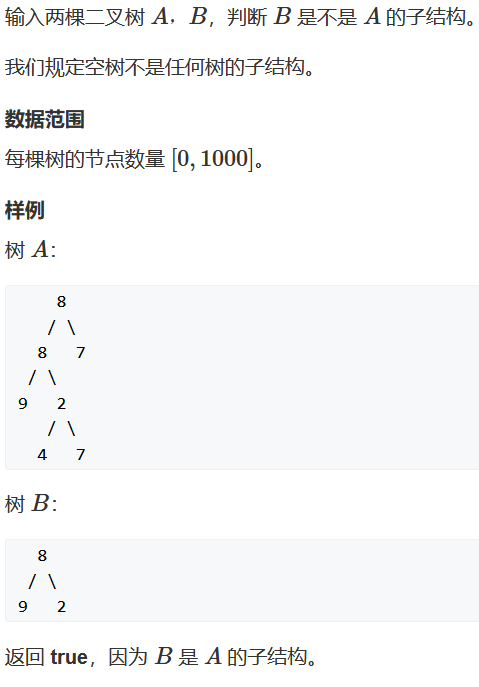 输入两棵二叉树 A，B，判断 B 是不是 A 的子结构。
我们规定空树不是任何树的子结构。
数据范围
每棵树的节点数量 [0, 1000]。
样例
树 A：
8
/ \
8 7
/ \
9 2
/ \
4 7
树 B：
8
/ \
9 2
返回 true，因为 B 是 A 的子结构。